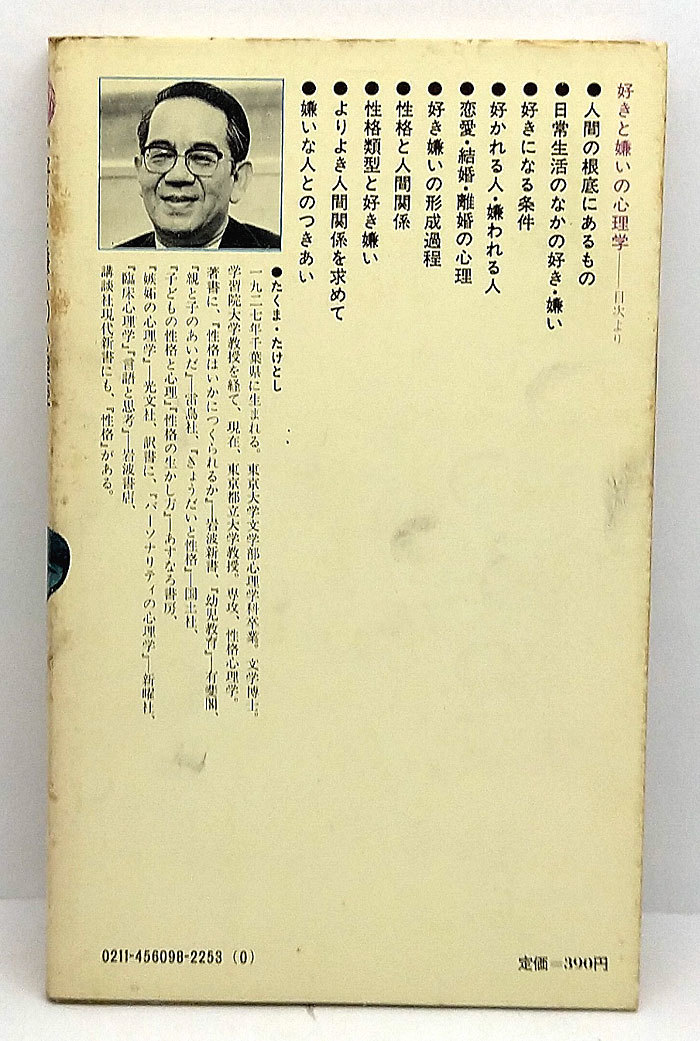 好きと嫌いの心理学——目次より
●人間の根底にあるもの
●日常生活のなかの好き・嫌い
●好きになる条件
●好かれる人・嫌われる人
●恋愛・結婚・離婚の心理
●好き嫌いの形成過程
●性格と人間関係
●性格類型と好き嫌い
●よりよき人間関係を求めて
●嫌いな人とのつきあい
●たくま・たけとし
一九二七年千葉県に生まれる。東京大学文学部心理学科卒業。文学博士。
学習院大学教授を経て、現在、東京都立大学教授。専攻、性格心理学。
著書に、『性格はいかにつくられるか』—岩波新書、『幼児教育』—有斐閣、
『親と子のあいだ』—雷鳥社、『きょうだいと性格』—国土社、
『子どもの性格と心理』『性格の生かし方』—あすなろ書房、
『嫉妬の心理学』—光文社、訳書に、『パーソナリティの心理学』—新曜社、
『臨床心理学』『言語と思考』—岩波書店、
講談社現代新書にも、『性格』がある。
0211-456098-2253 (0)
定価=390円